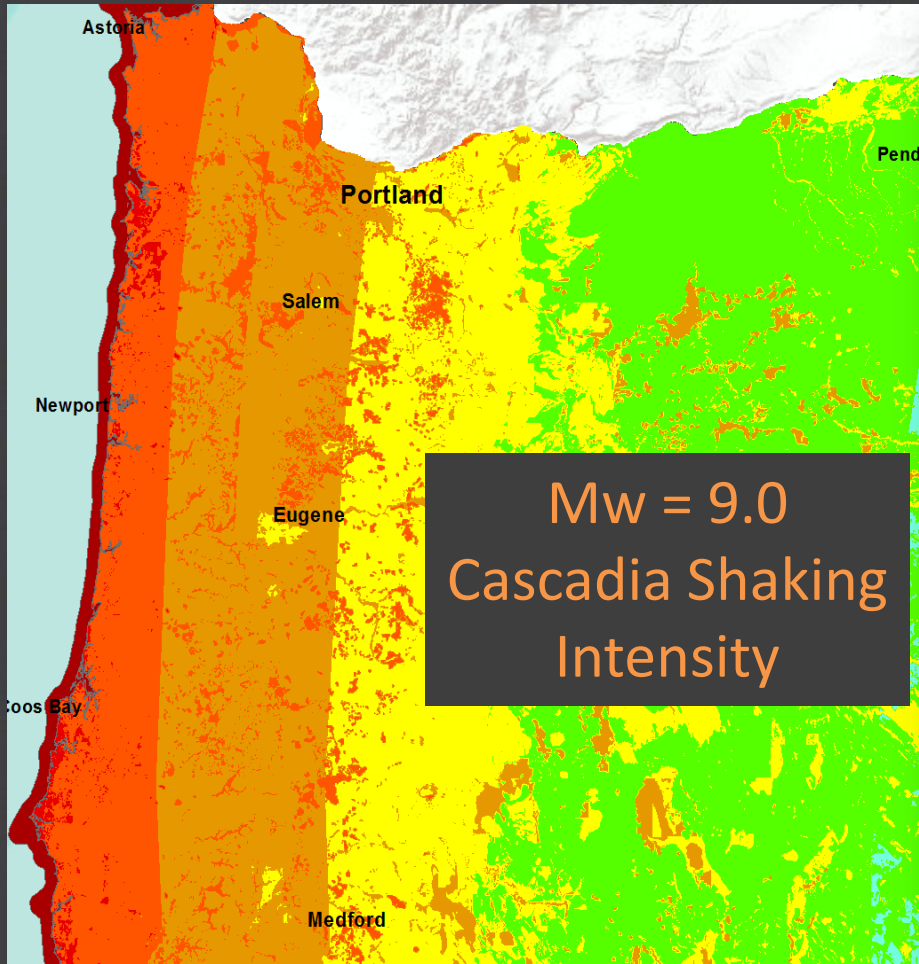 Astoria
Pend
Portland
Salem
Newport
Mw = 9.0
Cascadia Shaking
Intensity
Eugene
Coos Bay
Medford